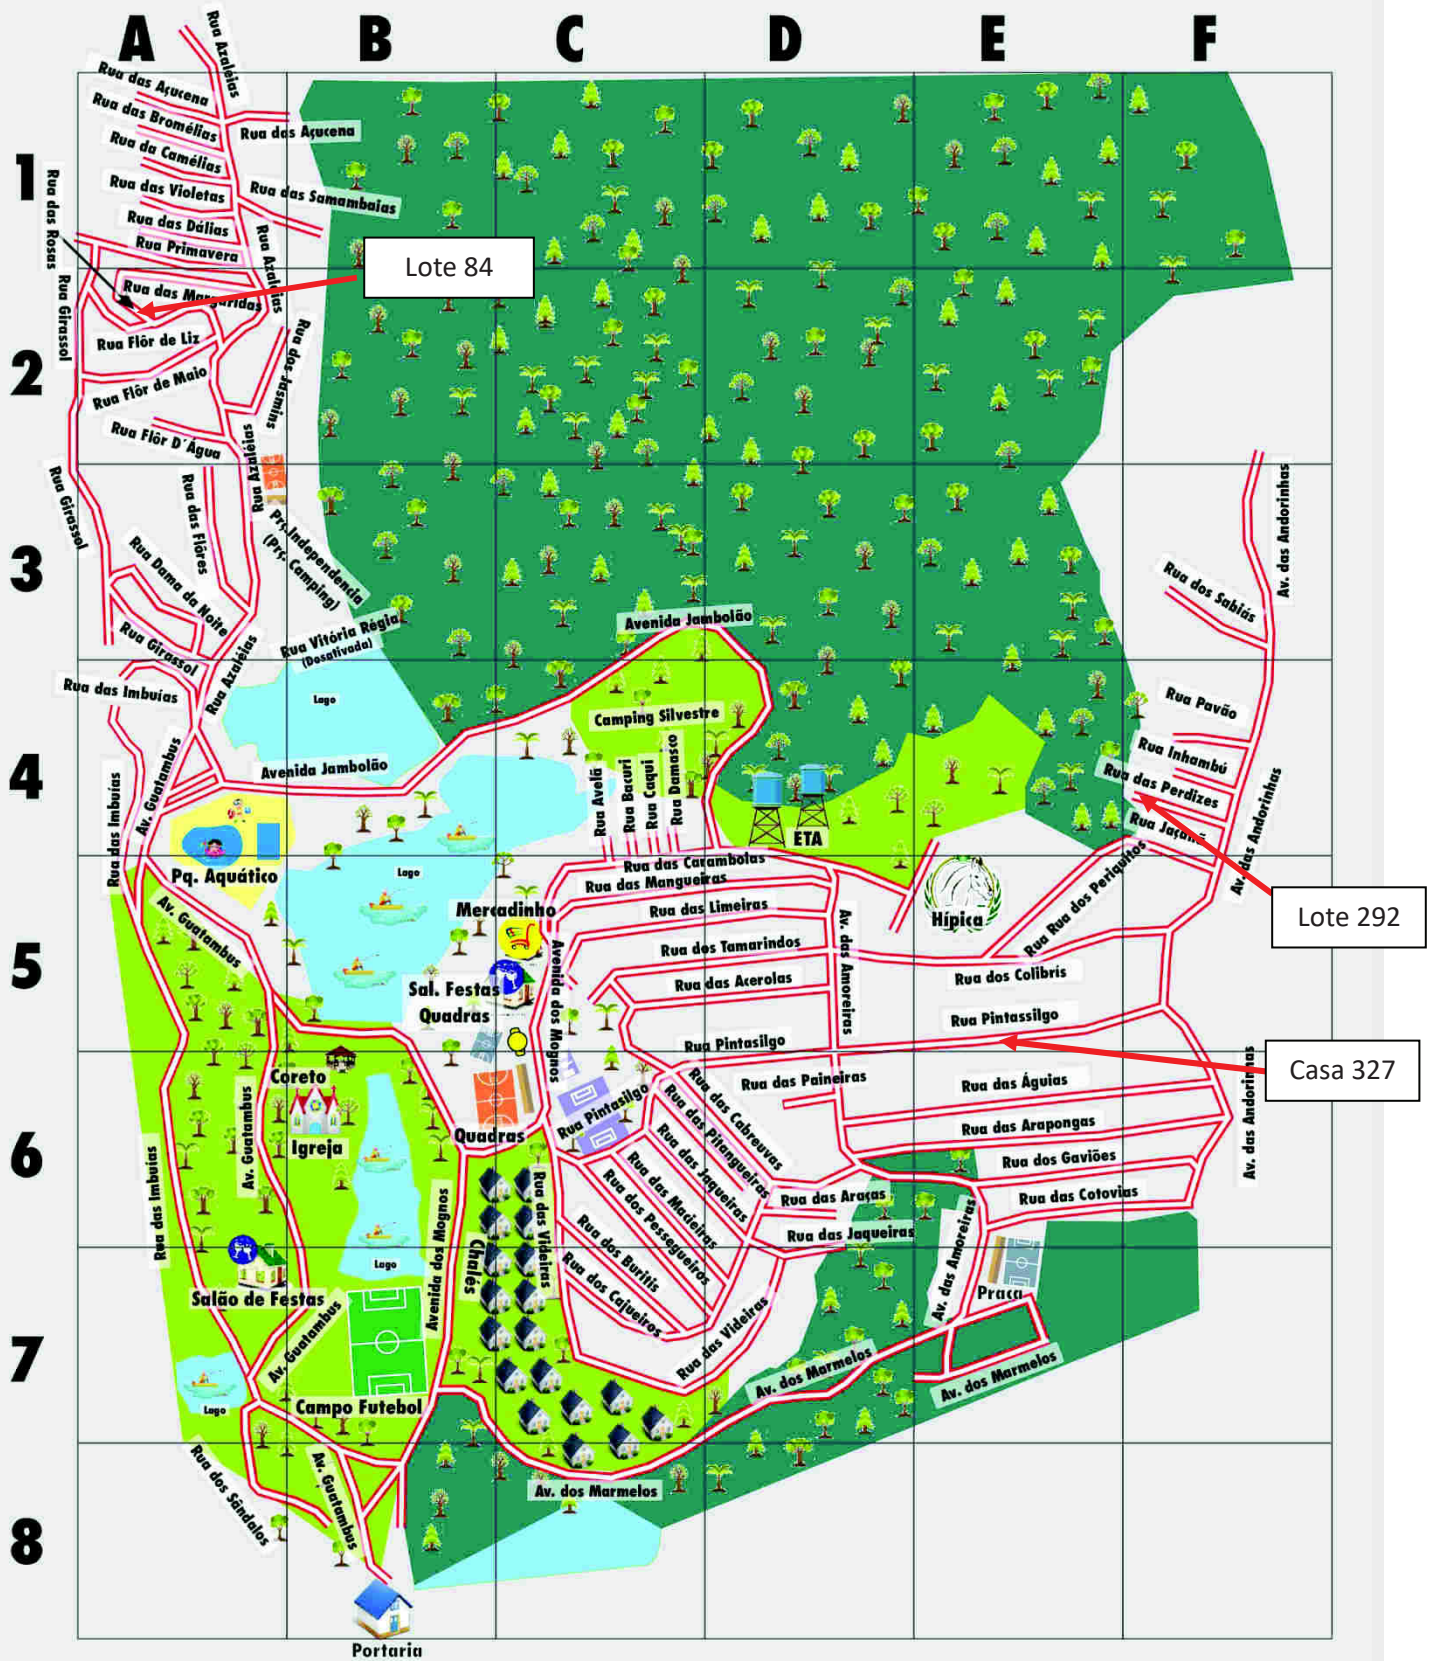 A B C D E F
1
2
3
4
5
6
7
8
Rua Azaleias
Rua das Açucena
Rua das Bromélias
Rua das Açucena
Rua da Camélias
Rua das Violetas
Rua das Samambaias
Rua das Rosas
Rua das Dálias
Rua Primavera
Rua Azaleias
Lote 84
Rua das Margaridas
Rua Girassol
Rua Flôr de Liz
Rua dos Jasmins
Rua Flôr de Maio
Rua Flôr D´Água
Rua Azaléias
Rua Girassol
Rua das Flôres
Prç. Independencia
(Prç. Camping)
Rua Dama da Noite
Rua Girassol
Rua Vitória Régia
(Dosativada)
Rua Azaléias
Rua das Imbuías
Lago
Avenida Jambolão
Camping Silvestre
Av. das Andorinhas
Rua dos Sabiás
Rua Pavão
Rua Inhambú
Rua das Perdizes
Rua Jaçanã
Av. das Andorinhas
Avenida Jambolão
Av. Guatambus
Rua das Imbuías
Rua Avelã
Rua Bacuri
Rua Caqui
Rua Damasco
ETA
Pq. Aquático
Lago
Rua das Carambolas
Rua das Mangueiras
Rua das Limeiras
Rua dos Tamarindos
Rua das Acerolas
Mercadinho
Hípica
Rua Rua dos Periquitos
Lote 292
Av. Guatambus
Avenida dos Mognos
Av. das Amoreiras
Rua dos Colibris
Sal. Festas
Quadras
Rua Pintassilgo
Rua Pintasilgo
Casa 327
Coreto
Igreja
Quadras
Rua Pintasilgo
Rua das Paineiras
Rua das Águias
Rua das Arapongas
Rua dos Gaviões
Rua das Cotovias
Av. das Andorinhas
Av. Guatambus
Rua das Imbuías
Rua das Cabreuvas
Rua das Pitangueiras
Rua das Jaqueiras
Rua das Macieiras
Rua dos Pessegueiros
Rua dos Buritis
Rua dos Cajueiros
Rua das Araças
Rua das Jaqueiras
Rua das Videiras
Avenida dos Mognos
Chalés
Av. das Amoreiras
Praça
Lago
Salão de Festas
Av. Guatambus
Rua das Videiras
Av. dos Marmelos
Av. dos Marmelos
Lago
Campo Futebol
Rua dos Sândalos
Av. Guatambus
Av. dos Marmelos
Portaria